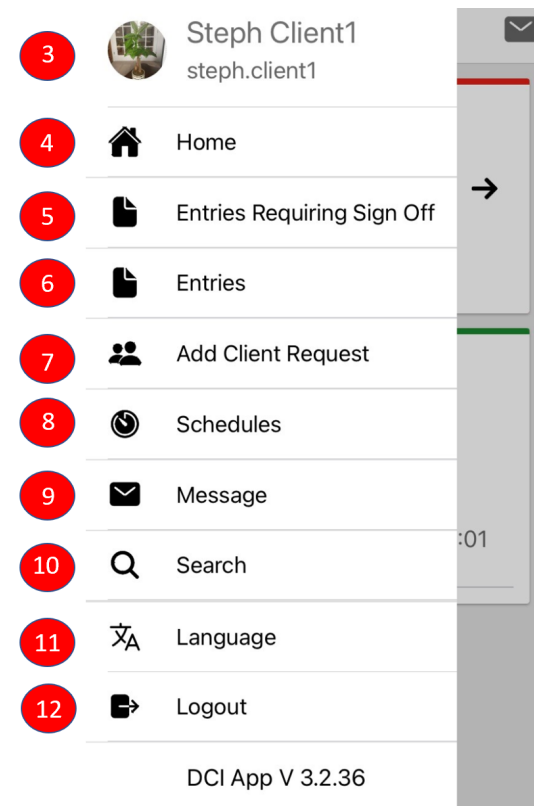 3 Steph Client1
steph.client1
4 Home
5 Entries Requiring Sign Off
6 Entries
7 Add Client Request
8 Schedules
9 Message
:01
10 Search
11 Language
12 Logout
DCI App V 3.2.36